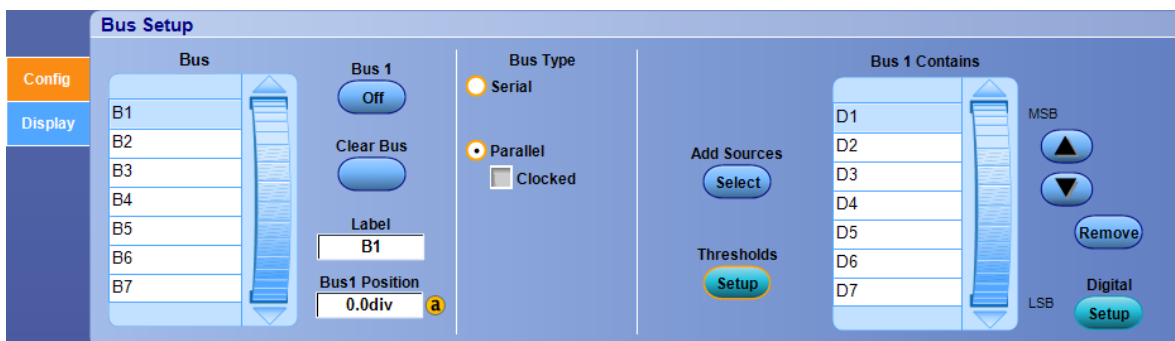 Bus Setup
Config
Display
Bus
B1
B2
B3
B4
B5
B6
B7
Bus 1
Off
Clear Bus
Label
B1
Bus1 Position
0.0div a
Bus Type
Serial
Parallel
Clocked
Add Sources
Select
Thresholds
Setup
Bus 1 Contains
D1
D2
D3
D4
D5
D6
D7
MSB
LSB
Remove
Digital
Setup